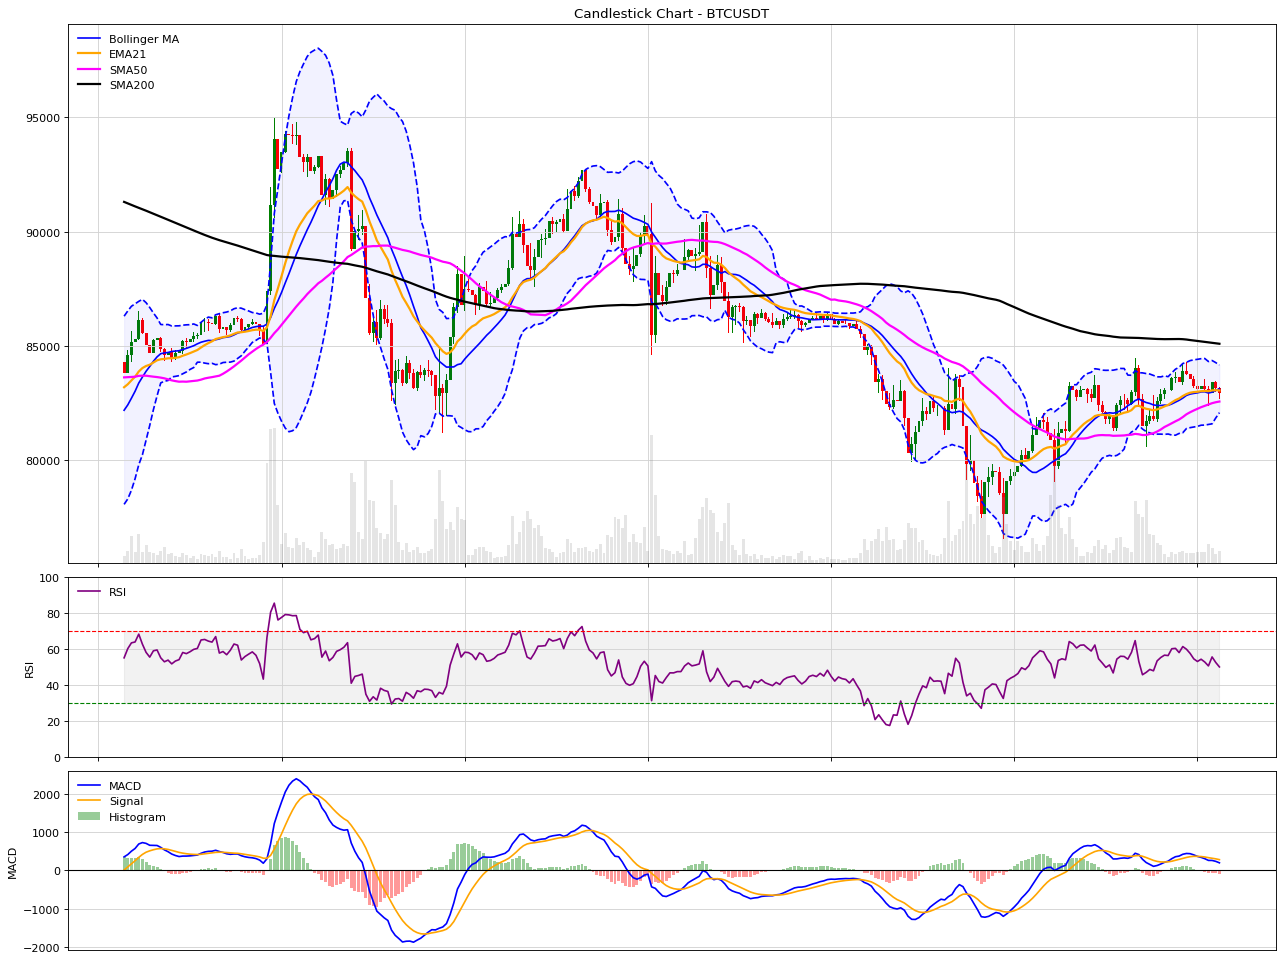 Candlestick Chart - BTCUSDT
Bollinger MA
EMA21
SMA50
SMA200
95000
90000
85000
80000
RSI
100
80
60
40
20
0
RSI
MACD
Signal
Histogram
2000
1000
0
−1000
−2000
MACD